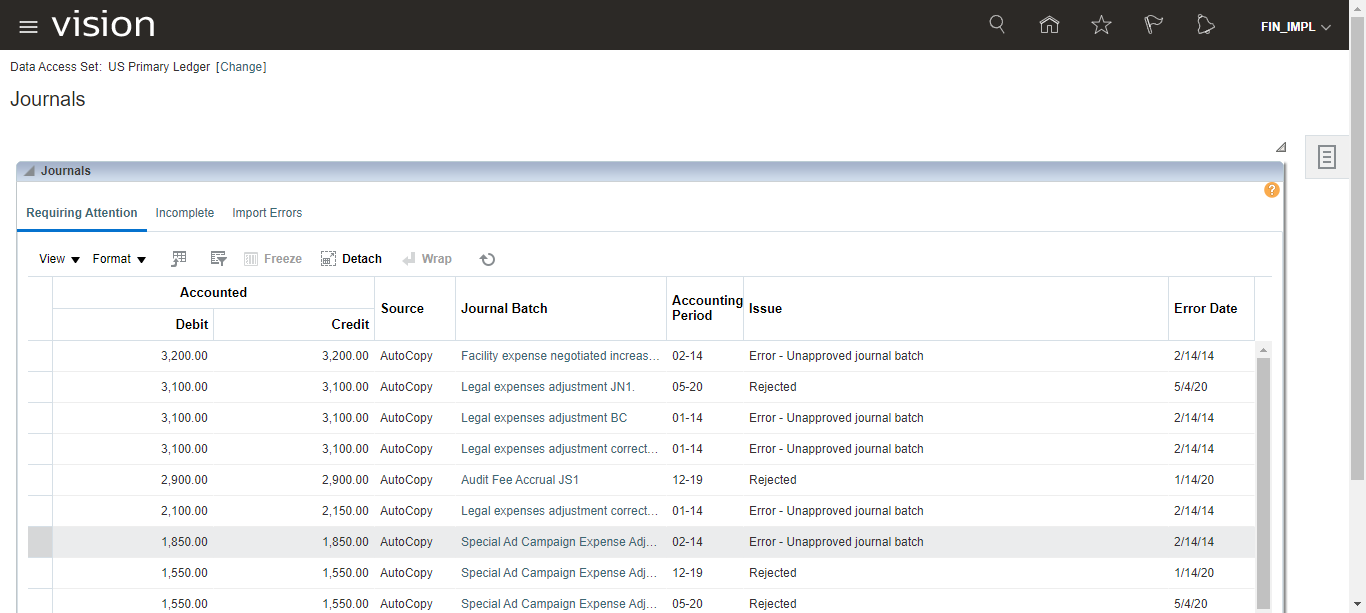 vision
FIN_IMPL
Data Access Set: US Primary Ledger [Change]
Journals
Journals
?
Requiring Attention Incomplete Import Errors
View Format Freeze Detach Wrap
Accounted
Debit Credit Source Journal Batch Accounting Period Issue Error Date
3,200.00 3,200.00 AutoCopy Facility expense negotiated increas... 02-14 Error - Unapproved journal batch 2/14/14
3,100.00 3,100.00 AutoCopy Legal expenses adjustment JN1. 05-20 Rejected 5/4/20
3,100.00 3,100.00 AutoCopy Legal expenses adjustment BC 01-14 Error - Unapproved journal batch 2/14/14
3,100.00 3,100.00 AutoCopy Legal expenses adjustment correct... 01-14 Error - Unapproved journal batch 2/14/14
2,900.00 2,900.00 AutoCopy Audit Fee Accrual JS1 12-19 Rejected 1/14/20
2,100.00 2,150.00 AutoCopy Legal expenses adjustment correct... 01-14 Error - Unapproved journal batch 2/14/14
1,850.00 1,850.00 AutoCopy Special Ad Campaign Expense Adj... 02-14 Error - Unapproved journal batch 2/14/14
1,550.00 1,550.00 AutoCopy Special Ad Campaign Expense Adj... 12-19 Rejected 1/14/20
1,550.00 1,550.00 AutoCopy Special Ad Campaign Expense Adj... 05-20 Rejected 5/4/20